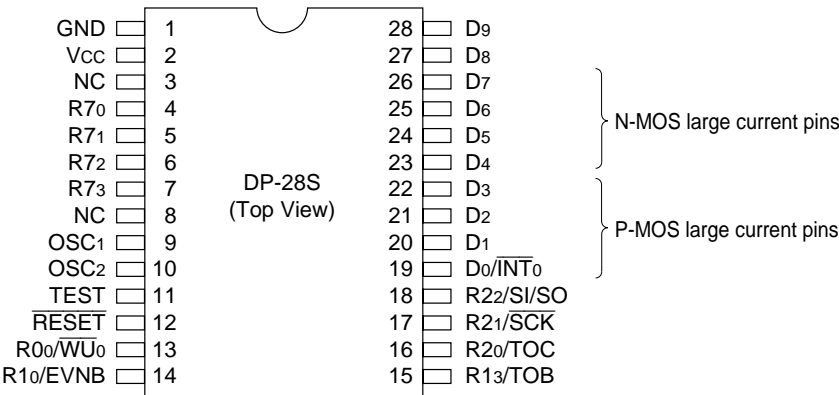 GND 1 28 D9
VCC 2 27 D8
NC 3 26 D7
R70 4 25 D6
N-MOS large current pins
R71 5 24 D5
R72 6 23 D4
R73 7 DP-28S 22 D3
NC 8 (Top View) 21 D2
P-MOS large current pins
OSC1 9 20 D1
OSC2 10 19 D0/INT0
TEST 11 18 R22/SI/SO
RESET 12 17 R21/SCK
R00/WU0 13 16 R20/TOC
R10/EVNB 14 15 R13/TOB